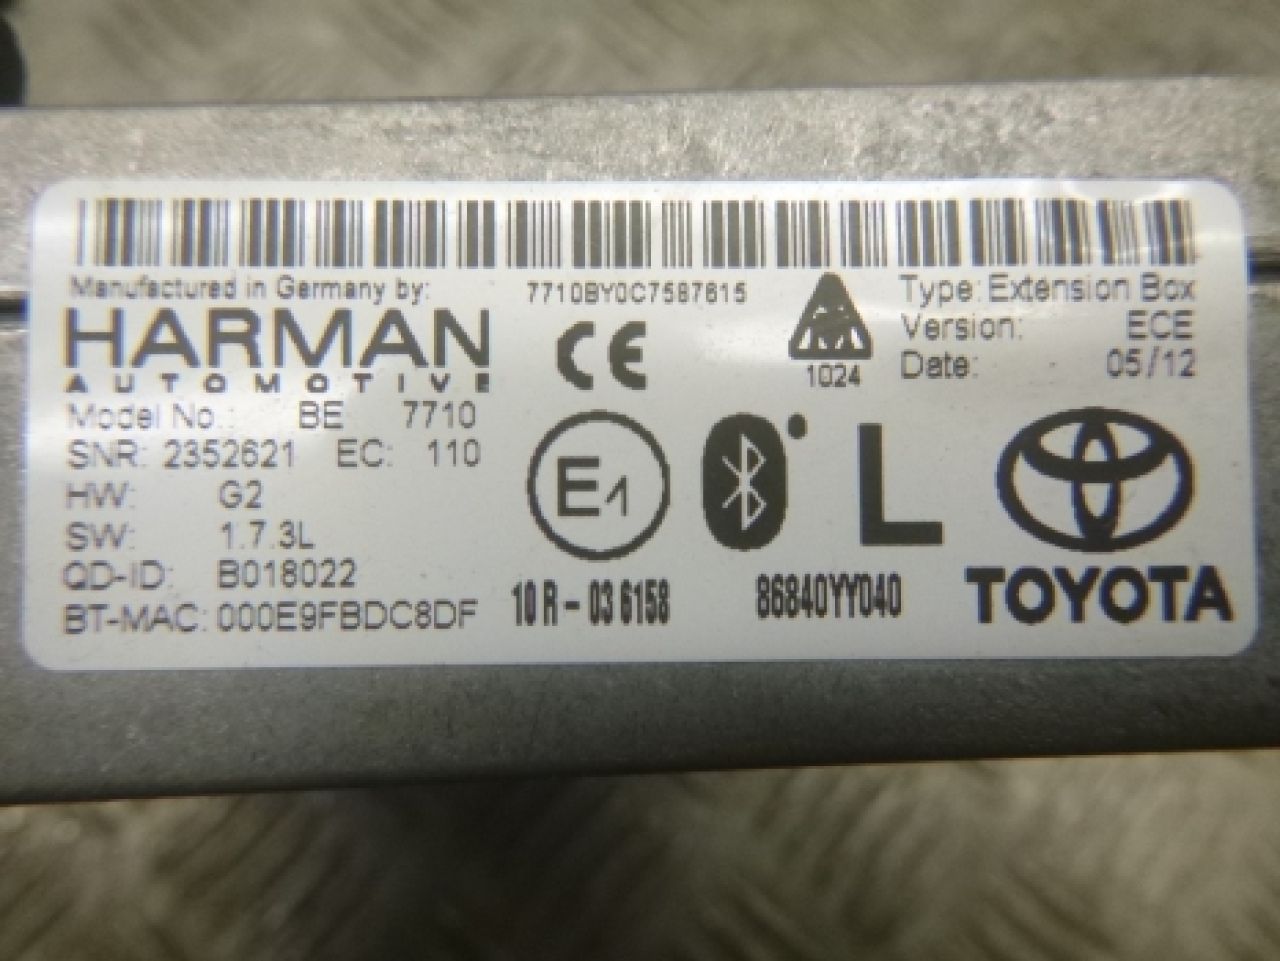 Manufactured in Germany by:
HARMAN
AUTOMOTIVE
Model No.: BE 7710
SNR: 2352621 EC: 110
HW: G2
SW: 1.7.3L
QD-ID: B018022
BT-MAC: 000E9FBDC8DF
7710BY0C7587615
CE
1024
E1
10 R - 03 6158
Type: Extension Box
Version: ECE
Date: 05/12
L
86840YY040
TOYOTA